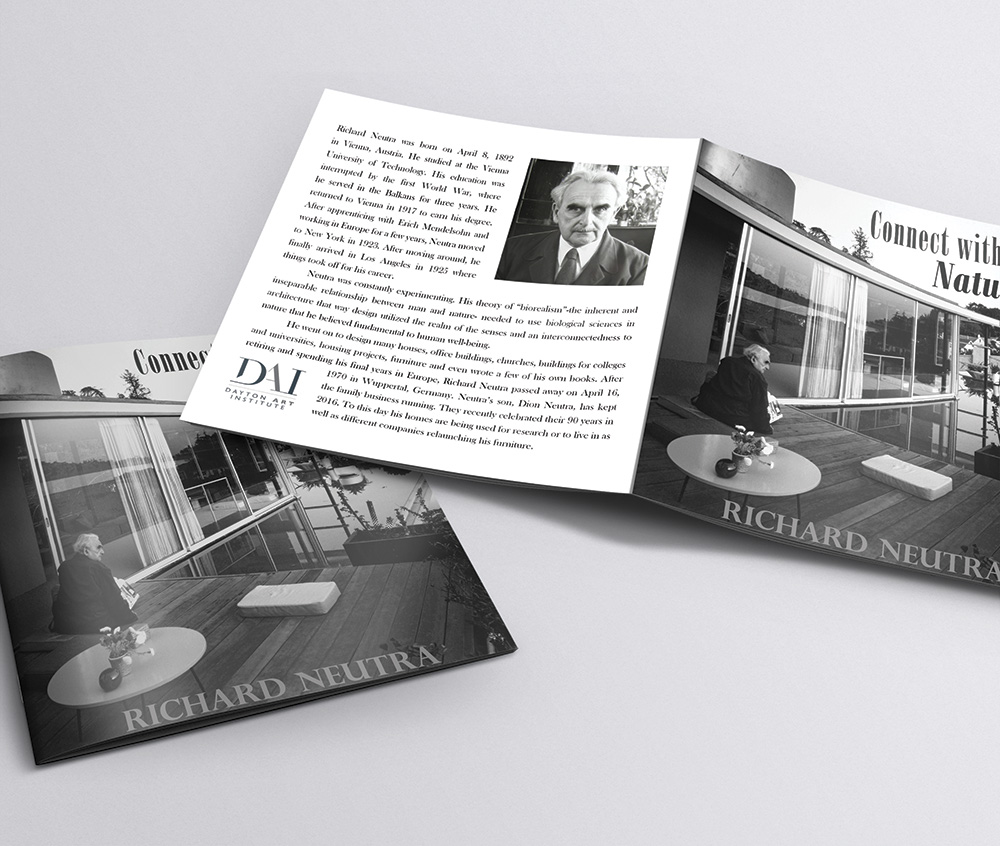 Richard Neutra was born on April 8, 1892
in Vienna, Austria. He studied at the Vienna
University of Technology. His education was
interrupted by the first World War, where
he served in the Balkans for three years. He
returned to Vienna in 1917 to earn his degree.
After apprenticing with Erich Mendelsohn and
working in Europe for a few years, Neutra moved
to New York in 1923. After moving around, he
finally arrived in Los Angeles in 1925 where
things took off for his career.
Neutra was constantly experimenting. His theory of "biorealism"-the inherent and
inseparable relationship between man and nature- needed to use biological sciences in
architecture that way design utilized the realm of the senses and an interconnectedness to
nature that he believed fundamental to human well-being.
He went on to design many houses, office buildings, churches, buildings for colleges
and universities, housing projects, furniture and even wrote a few of his own books. After
retiring and spending his final years in Europe, Richard Neutra passed away on April 16,
1970 in Wuppertal, Germany. Neutra's son, Dion Neutra, has kept
the family business running. They recently celebrated their 90 years in
2016. To this day his homes are being used for research or to live in as
well as different companies relaunching his furniture.
DAI
DAYTON ART
INSTITUTE
Connect with
Natu
RICHARD NEUTRA
Connec
RICHARD NEUTRA